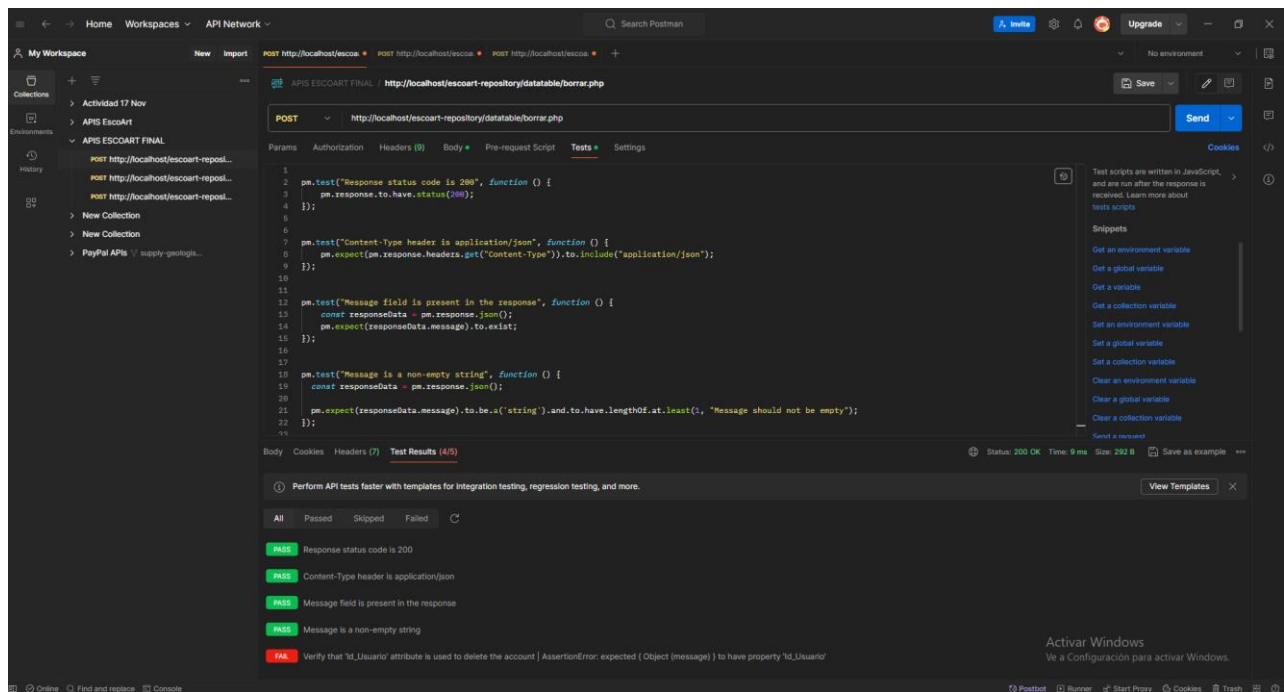 Home Workspaces API Network Search Postman Invite Upgrade
My Workspace New Import POST http://localhost/escoa POST http://localhost/escoa POST http://localhost/escoa No environment
Collections
Environments
History
Actividad 17 Nov
APIS EscoArt
APIS ESCOART FINAL
POST http://localhost/escoart-reposi...
POST http://localhost/escoart-reposi...
POST http://localhost/escoart-reposi...
New Collection
New Collection
PayPal APIs supply-geologis...
APIS ESCOART FINAL / http://localhost/escoart-repository/datatable/borrar.php Save
POST http://localhost/escoart-repository/datatable/borrar.php Send
Params Authorization Headers (9) Body Pre-request Script Tests Settings Cookies
1
2 pm.test("Response status code is 200", function () {
3 pm.response.to.have.status(200);
4 });
5
6
7 pm.test("Content-Type header is application/json", function () {
8 pm.expect(pm.response.headers.get("Content-Type")).to.include("application/json");
9 });
10
11
12 pm.test("Message field is present in the response", function () {
13 const responseData = pm.response.json();
14 pm.expect(responseData.message).to.exist;
15 });
16
17
18 pm.test("Message is a non-empty string", function () {
19 const responseData = pm.response.json();
20
21 pm.expect(responseData.message).to.be.a('string').and.to.have.lengthOf.at.least(1, "Message should not be empty");
22 });
23
Test scripts are written in JavaScript,
and are run after the response is
received. Learn more about
tests scripts
Snippets
Get an environment variable
Get a global variable
Get a variable
Get a collection variable
Set an environment variable
Set a global variable
Set a collection variable
Clear an environment variable
Clear a global variable
Clear a collection variable
Send a request
Body Cookies Headers (7) Test Results (4/5) Status: 200 OK Time: 9 ms Size: 292 B Save as example
Perform API tests faster with templates for integration testing, regression testing, and more. View Templates
All Passed Skipped Failed
PASS Response status code is 200
PASS Content-Type header is application/json
PASS Message field is present in the response
PASS Message is a non-empty string
FAIL Verify that 'Id_Usuario' attribute is used to delete the account | AssertionError: expected { Object (message) } to have property 'Id_Usuario'
Activar Windows
Ve a Configuración para activar Windows.
Online Find and replace Console Postbot Runner Start Proxy Cookies Trash